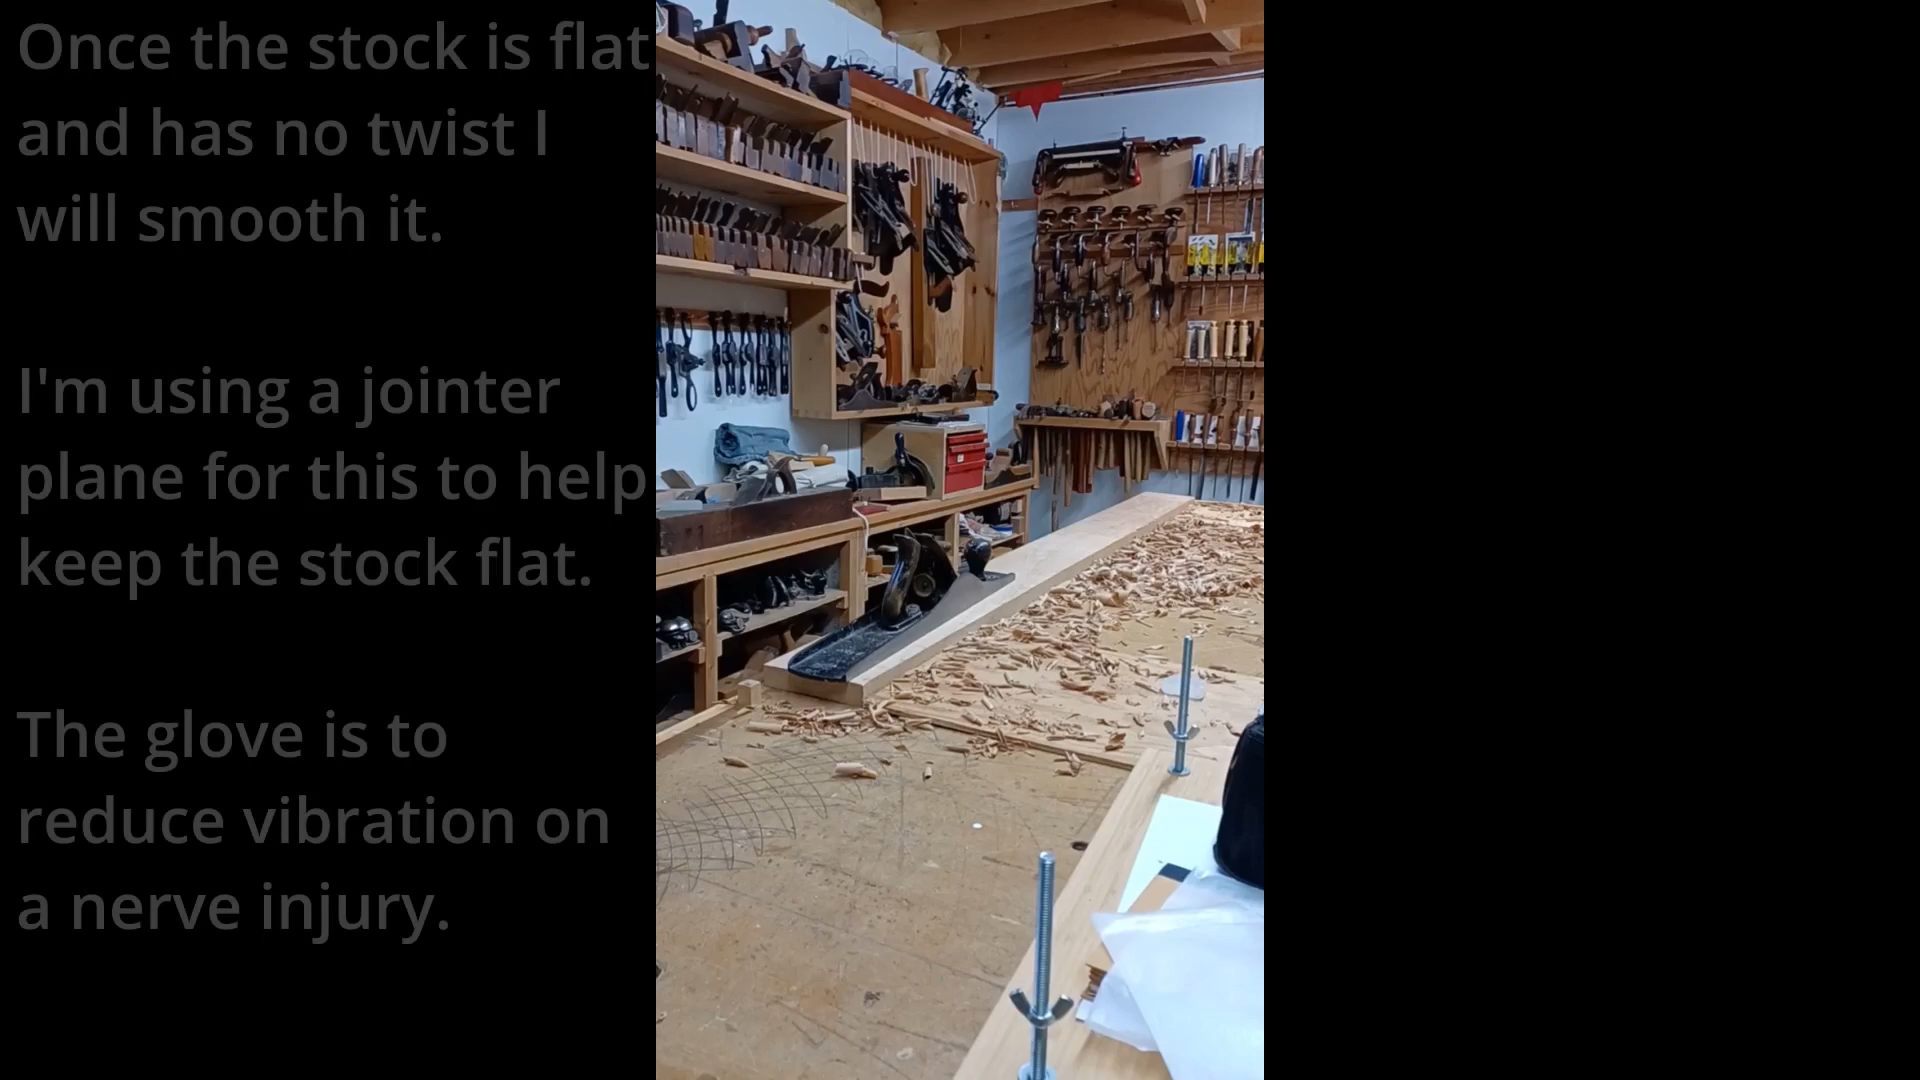 Once the stock is flat
and has no twist I
will smooth it.
I'm using a jointer
plane for this to help
keep the stock flat.
The glove is to
reduce vibration on
a nerve injury.